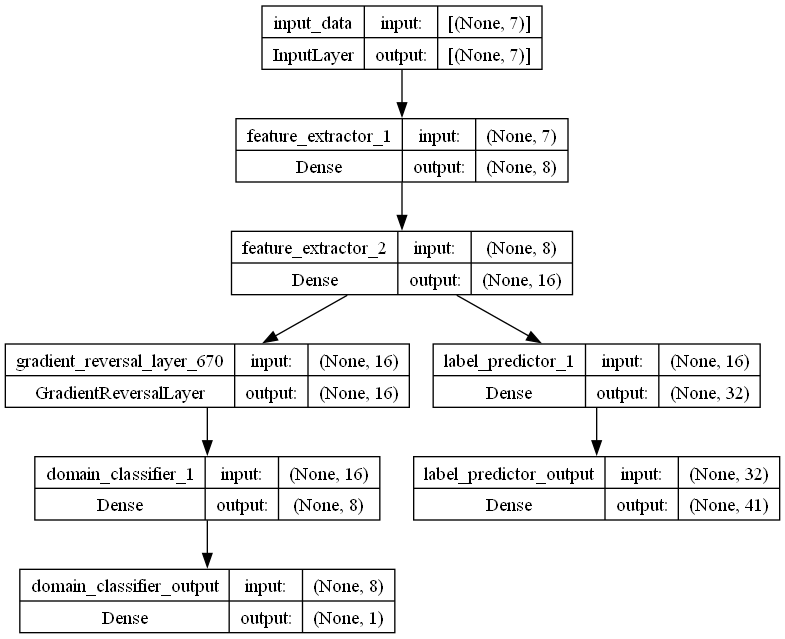 input_data input: [(None, 7)]
InputLayer output: [(None, 7)]
feature_extractor_1 input: (None, 7)
Dense output: (None, 8)
feature_extractor_2 input: (None, 8)
Dense output: (None, 16)
gradient_reversal_layer_670 input: (None, 16)
GradientReversalLayer output: (None, 16)
label_predictor_1 input: (None, 16)
Dense output: (None, 32)
domain_classifier_1 input: (None, 16)
Dense output: (None, 8)
label_predictor_output input: (None, 32)
Dense output: (None, 41)
domain_classifier_output input: (None, 8)
Dense output: (None, 1)